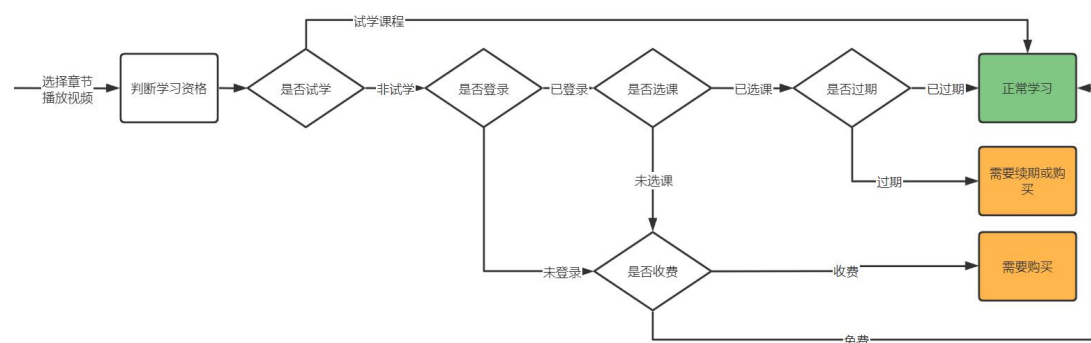 试学课程
选择章节
播放视频
判断学习资格
是否试学
非试学
是否登录
已登录
是否选课
已选课
是否过期
已过期
正常学习
未选课
过期
需要续期或购
买
未登录
是否收费
收费
需要购买
免费